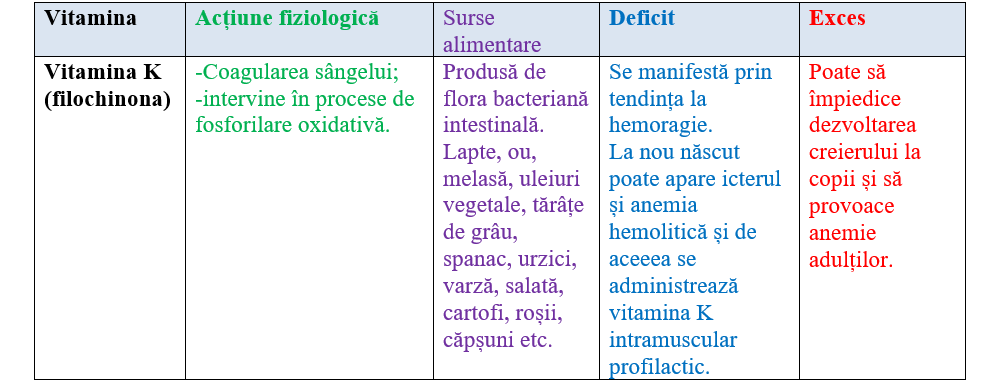 Vitamina
Acțiune fiziologică
Surse
alimentare
Deficit
Exces
Vitamina K
(filochinona)
-Coagularea sângelui;
-intervine în procese de
fosforilare oxidativă.
Produsă de
flora bacteriană
intestinală.
Lapte, ou,
melasă, uleiuri
vegetale, tărâțe
de grâu,
spanac, urzici,
varză, salată,
cartofi, roșii,
căpșuni etc.
Se manifestă prin
tendința la
hemoragie.
La nou născut
poate apare icterul
și anemia
hemolitică și de
aceeea se
administrează
vitamina K
intramuscular
profilactic.
Poate să
împiedice
dezvoltarea
creierului la
copii și să
provoace
anemie
adulților.